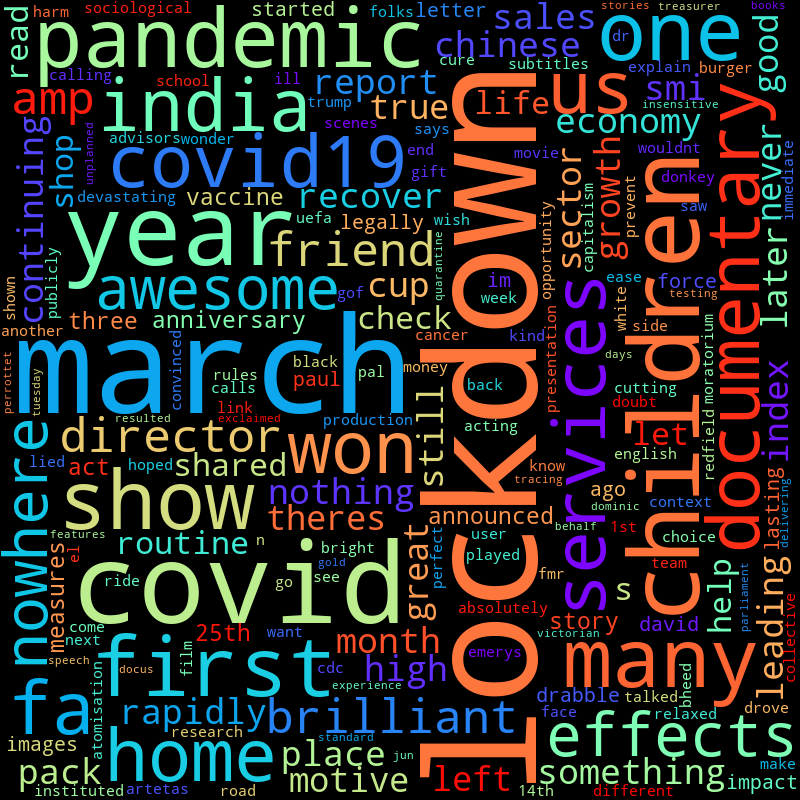 harm
sociological
started
folks
letter
sales
stories
treasurer
books
read
pandemic
chinese
one
dr
good
calling
school
ill
cure
subtitles
us
explain
burger
amp
india
report
trump
true
life
smi
insensitive
continuing
shop
advisors
wonder
scenes
says
economy
unplanned
covid19
end
movie
wouldnt
never
immediate
devastating
vaccine
recover
gift
lockdown
sector
growth
prevent
donkey
documentary
year
uefa
legally
wish
opportunity
capitalism
children
saw
later
publicly
friend
quarantine
shown
awesome
gof
cup
im
week
services
ease
force
testing
another
three
anniversary
check
kind
white
side
moratorium
perrottet
march
convinced
rules
black
pal
cancer
money
presentation
days
index
tuesday
calls
paul
back
cutting
doubt
redfield
resulted
link
exclaimed
production
still
acting
let
english
nowhere
director
won
lied
act
hoped
shared
know
tracing
context
lasting
delivering
show
nothing
ago
dominic
theres
great
announced
behalf
1st
choice
features
el
routine
n
bright
user
played
perfect
team
measures
covid
ride
go
see
gold
fmr
s
help
parliament
leading
collective
come
next
25th
want
month
absolutely
story
david
first
film
victorian
speech
docus
cdc
high
emerys
many
talked
bheed
fa
atomisation
experience
drabble
rapidly
brilliant
face
relaxed
drove
images
research
standard
effects
make
home
place
pack
motive
jun
left
something
impact
instituted
artetas
road
14th
different